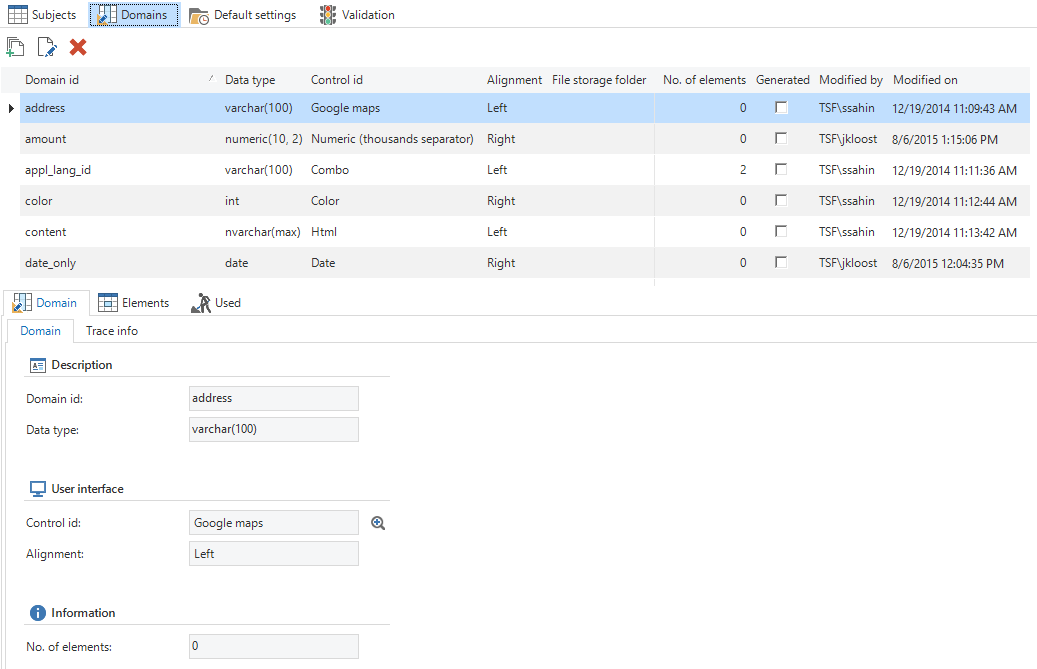 Subjects Domains Default settings Validation
Domain id Data type Control id Alignment File storage folder No. of elements Generated Modified by Modified on
address varchar(100) Google maps Left 0 TSF\ssahin 12/19/2014 11:09:43 AM
amount numeric(10, 2) Numeric (thousands separator) Right 0 TSF\jkloost 8/6/2015 1:15:06 PM
appl_lang_id varchar(100) Combo Left 2 TSF\ssahin 12/19/2014 11:11:36 AM
color int Color Right 0 TSF\ssahin 12/19/2014 11:12:44 AM
content nvarchar(max) Html Left 0 TSF\ssahin 12/19/2014 11:13:42 AM
date_only date Date Right 0 TSF\jkloost 8/6/2015 12:04:35 PM
Domain Elements Used
Domain Trace info
Description
Domain id: address
Data type: varchar(100)
User interface
Control id: Google maps
Alignment: Left
Information
No. of elements: 0